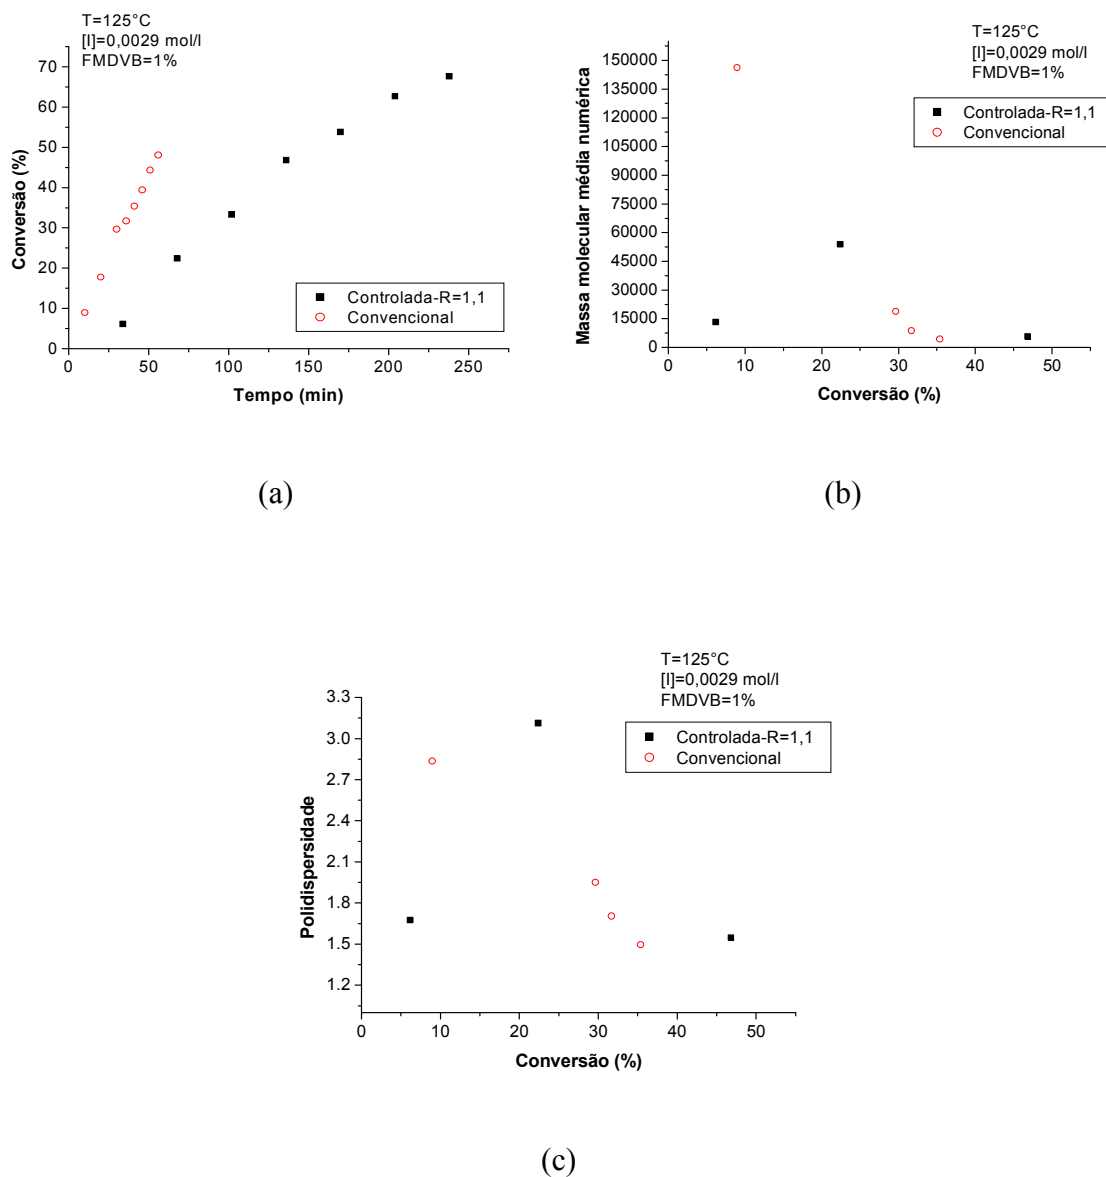 T=125°C
[I]=0,0029 mol/l
FMDVB=1%
70
60
50
40
30
20
10
0
Conversão (%)
Controlada-R=1,1
Convencional
0 50 100 150 200 250
Tempo (min)
(a)
T=125°C
[I]=0,0029 mol/l
FMDVB=1%
150000
135000
120000
105000
90000
75000
60000
45000
30000
15000
0
Massa molecular média numérica
Controlada-R=1,1
Convencional
0 10 20 30 40 50
Conversão (%)
(b)
T=125°C
[I]=0,0029 mol/l
FMDVB=1%
3.3
3.0
2.7
2.4
2.1
1.8
1.5
1.2
Polidispersidade
Controlada-R=1,1
Convencional
0 10 20 30 40 50
Conversão (%)
(c)